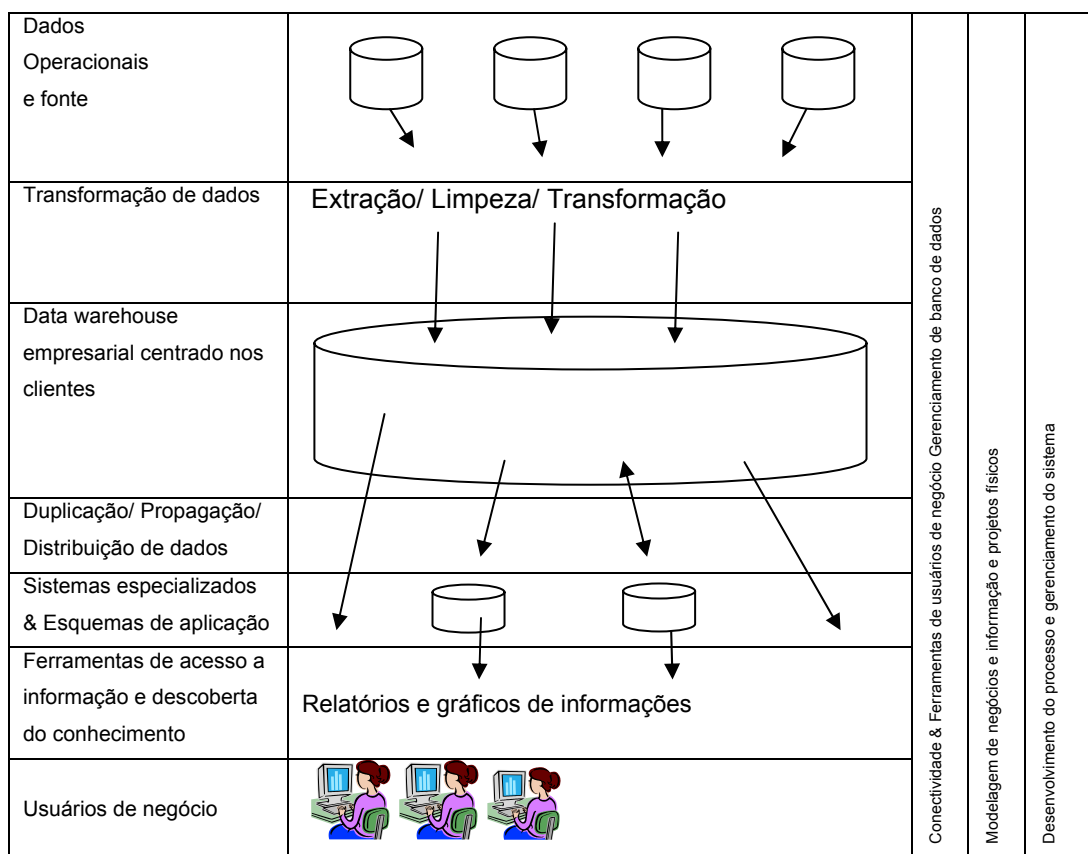 Dados
Operacionais
e fonte
Transformação de dados
Extração/ Limpeza/ Transformação
Data warehouse
empresarial centrado nos
clientes
Duplicação/ Propagação/
Distribuição de dados
Sistemas especializados
& Esquemas de aplicação
Ferramentas de acesso a
informação e descoberta
do conhecimento
Relatórios e gráficos de informações
Usuários de negócio
Conectividade & Ferramentas de usuários de negócio Gerenciamento de banco de dados
Modelagem de negócios e informação e projetos físicos
Desenvolvimento do processo e gerenciamento do sistema